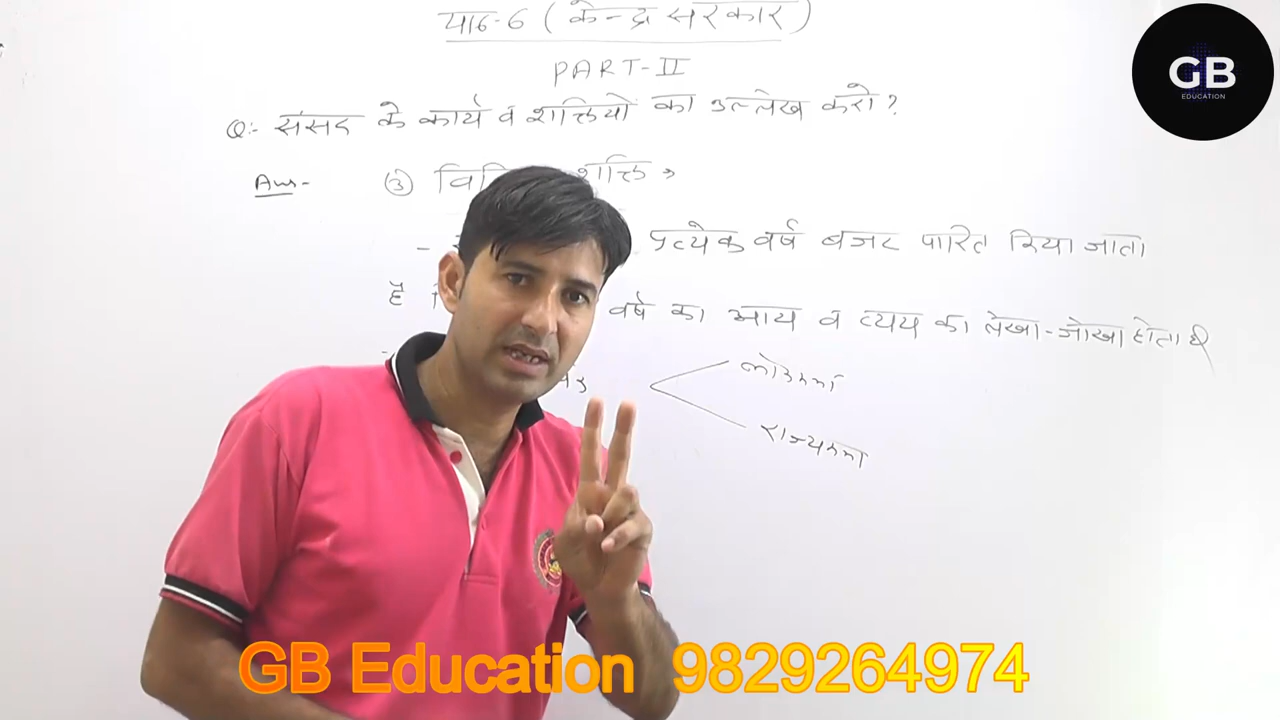 पाठ-6 (केन्द्र सरकार)
PART-II
Q:- संसद के कार्य व शक्तियों का उल्लेख करो?
Ans- ③ शक्ति →
- प्रत्येक वर्ष बजट पारित किया जाता
है वर्ष का आय व व्यय का लेखा-जोखा होता है
लोकसभा
राज्यसभा
GB
EDUCATION
GB Education 9829264974